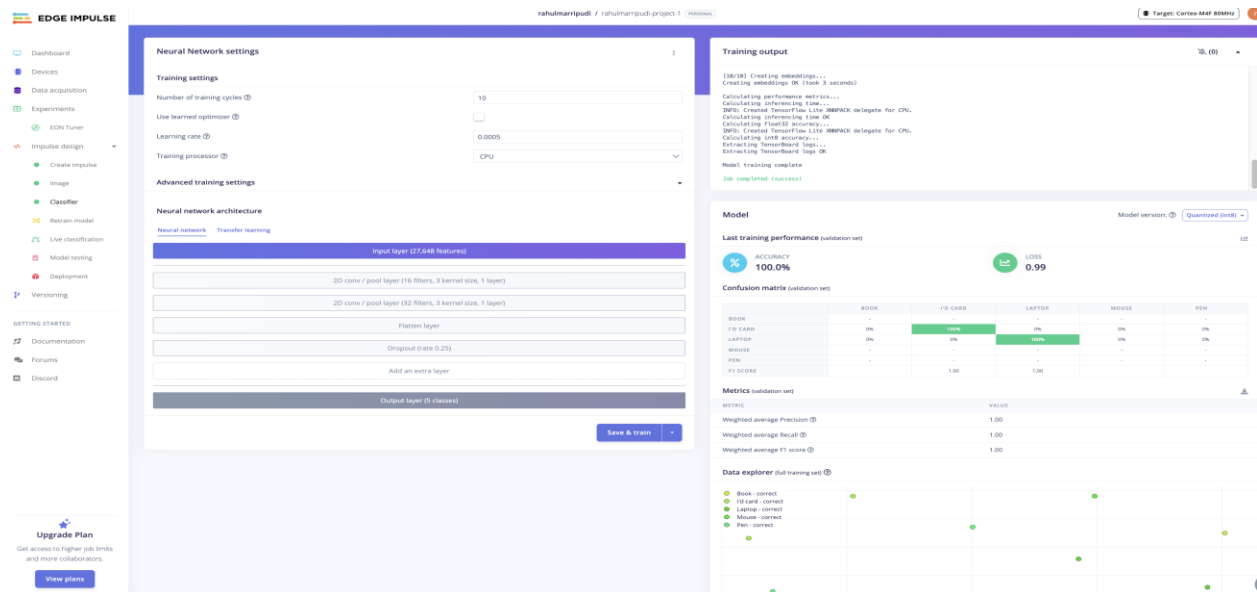 EDGE IMPULSE
rahulmarripudi / rahulmarripudi-project-1 PERSONAL
Target: Cortex-M4F 80MHz
Dashboard
Devices
Data acquisition
Experiments
EON Tuner
Impulse design
Create impulse
Image
Classifier
Retrain model
Live classification
Model testing
Deployment
Versioning
GETTING STARTED
Documentation
Forums
Discord
Upgrade Plan
Get access to higher job limits
and more collaborators.
View plans
Neural Network settings
Training settings
Number of training cycles
10
Use learned optimizer
Learning rate
0.0005
Training processor
CPU
Advanced training settings
Neural network architecture
Neural network Transfer learning
Input layer (27,648 features)
2D conv / pool layer (16 filters, 3 kernel size, 1 layer)
2D conv / pool layer (32 filters, 3 kernel size, 1 layer)
Flatten layer
Dropout (rate 0.25)
Add an extra layer
Output layer (5 classes)
Save & train
Training output
(0)
[10/10] Creating embeddings...
Creating embeddings OK (took 3 seconds)
Calculating performance metrics...
Calculating inferencing time...
INFO: Created TensorFlow Lite XNNPACK delegate for CPU.
Calculating inferencing time OK
Calculating float32 accuracy...
INFO: Created TensorFlow Lite XNNPACK delegate for CPU.
Calculating int8 accuracy...
Extracting TensorBoard logs...
Extracting TensorBoard logs OK
Model training complete
Job completed (success)
Model
Model version: Quantized (int8)
Last training performance (validation set)
% ACCURACY
100.0%
LOSS
0.99
Confusion matrix (validation set)
BOOK I'D CARD LAPTOP MOUSE PEN
BOOK - - - - -
I'D CARD 0% 100% 0% 0% 0%
LAPTOP 0% 0% 100% 0% 0%
MOUSE - - - - -
PEN - - - - -
F1 SCORE 1.00 1.00
Metrics (validation set)
METRIC VALUE
Weighted average Precision 1.00
Weighted average Recall 1.00
Weighted average F1 score 1.00
Data explorer (full training set)
Book - correct
I'd card - correct
Laptop - correct
Mouse - correct
Pen - correct